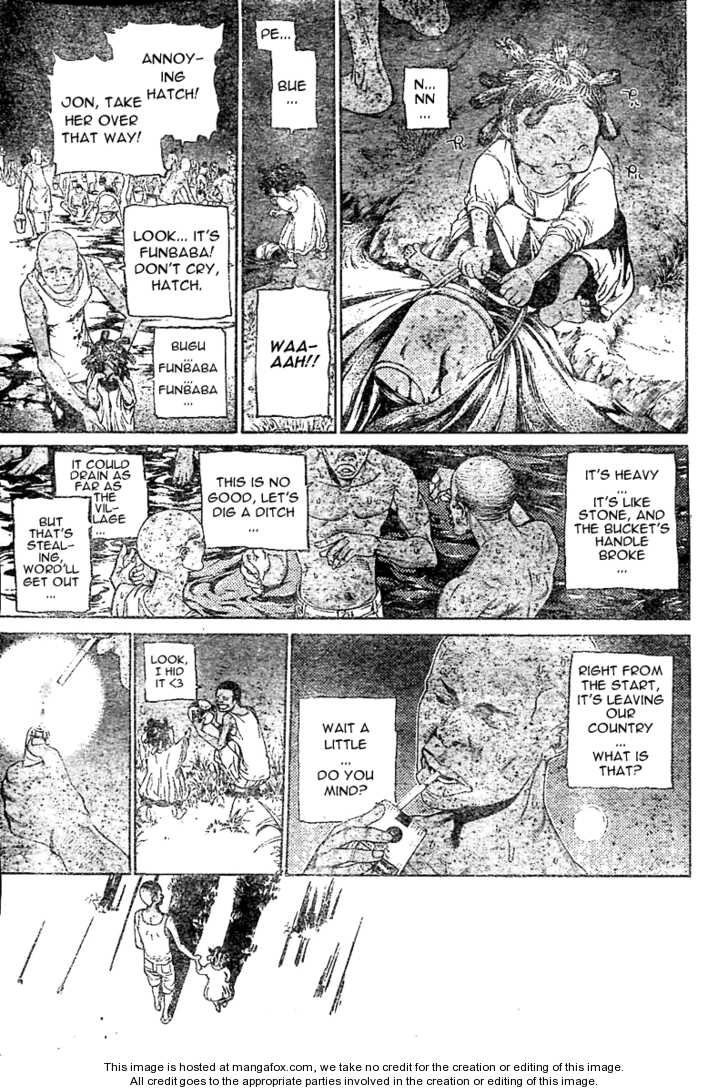 N...
NN
...
PE...
BUE
...
WAA-
AAH!!
ANNOY-
ING
HATCH!
JON, TAKE
HER OVER
THAT WAY!
LOOK... IT'S
FUNBABA!
DON'T CRY,
HATCH.
BUGU
...
FUNBABA
...
FUNBABA
...
IT'S HEAVY
...
IT'S LIKE
STONE, AND
THE BUCKET'S
HANDLE
BROKE
...
THIS IS NO
GOOD, LET'S
DIG A DITCH
...
IT COULD
DRAIN AS
FAR AS
THE
VIL-
LAGE
...
BUT
THAT'S
STEAL-
ING,
WORD'LL
GET OUT
...
RIGHT FROM
THE START,
IT'S LEAVING
OUR
COUNTRY
...
WHAT IS
THAT?
WAIT A
LITTLE
...
DO YOU
MIND?
LOOK,
I HID
IT <3
This image is hosted at mangafox.com, we take no credit for the creation or editing of this image.
All credit goes to the appropriate parties involved in the creation or editing of this image.